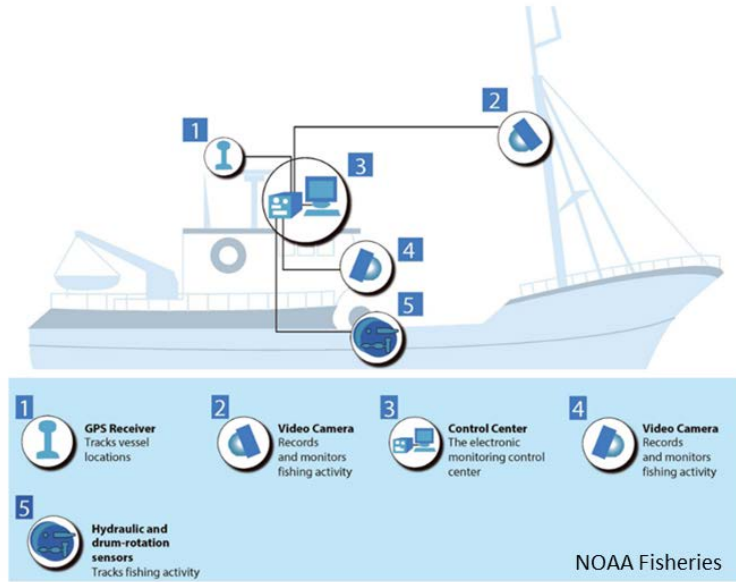 1
2
3
4
5
1
GPS Receiver
Tracks vessel
locations
2
Video Camera
Records
and monitors
fishing activity
3
Control Center
The electronic
monitoring control
center
4
Video Camera
Records
and monitors
fishing activity
5
Hydraulic and
drum-rotation
sensors
Tracks fishing activity
NOAA Fisheries